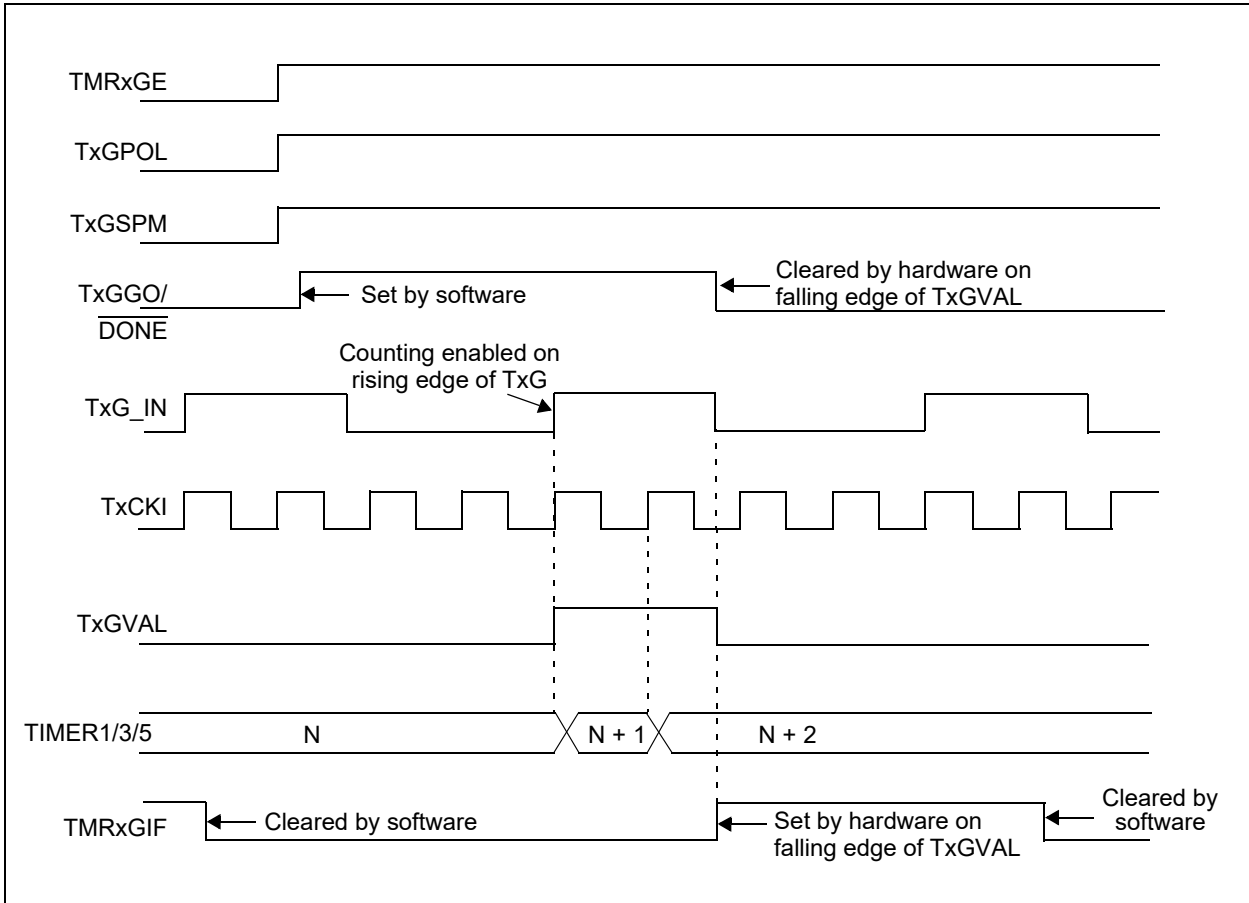 TMRxGE
TxGPOL
TxGSPM
TxGGO/
DONE
Set by software
Cleared by hardware on
falling edge of TxGVAL
Counting enabled on
rising edge of TxG
TxG_IN
TxCKI
TxGVAL
TIMER1/3/5
N
N + 1
N + 2
TMRxGIF
Cleared by software
Set by hardware on
falling edge of TxGVAL
Cleared by
software